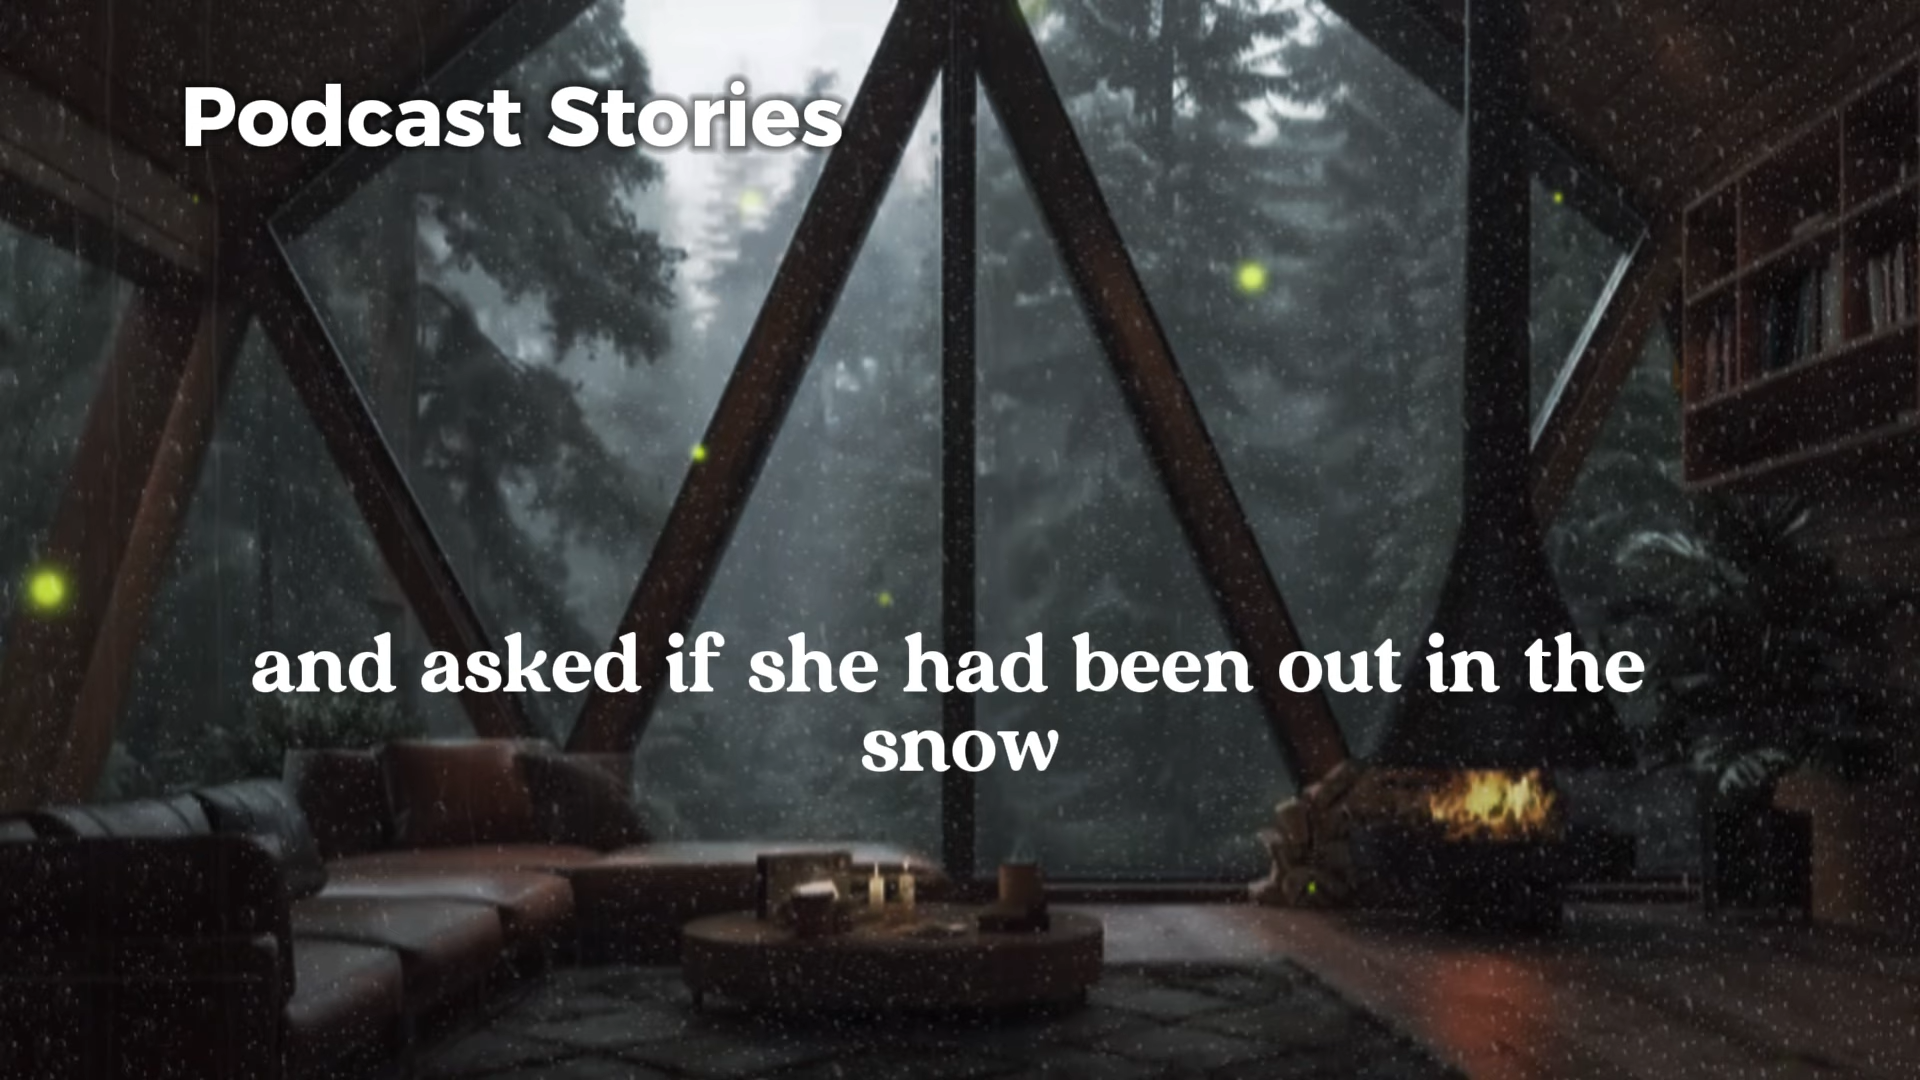 Podcast Stories
and asked if she had been out in the
snow